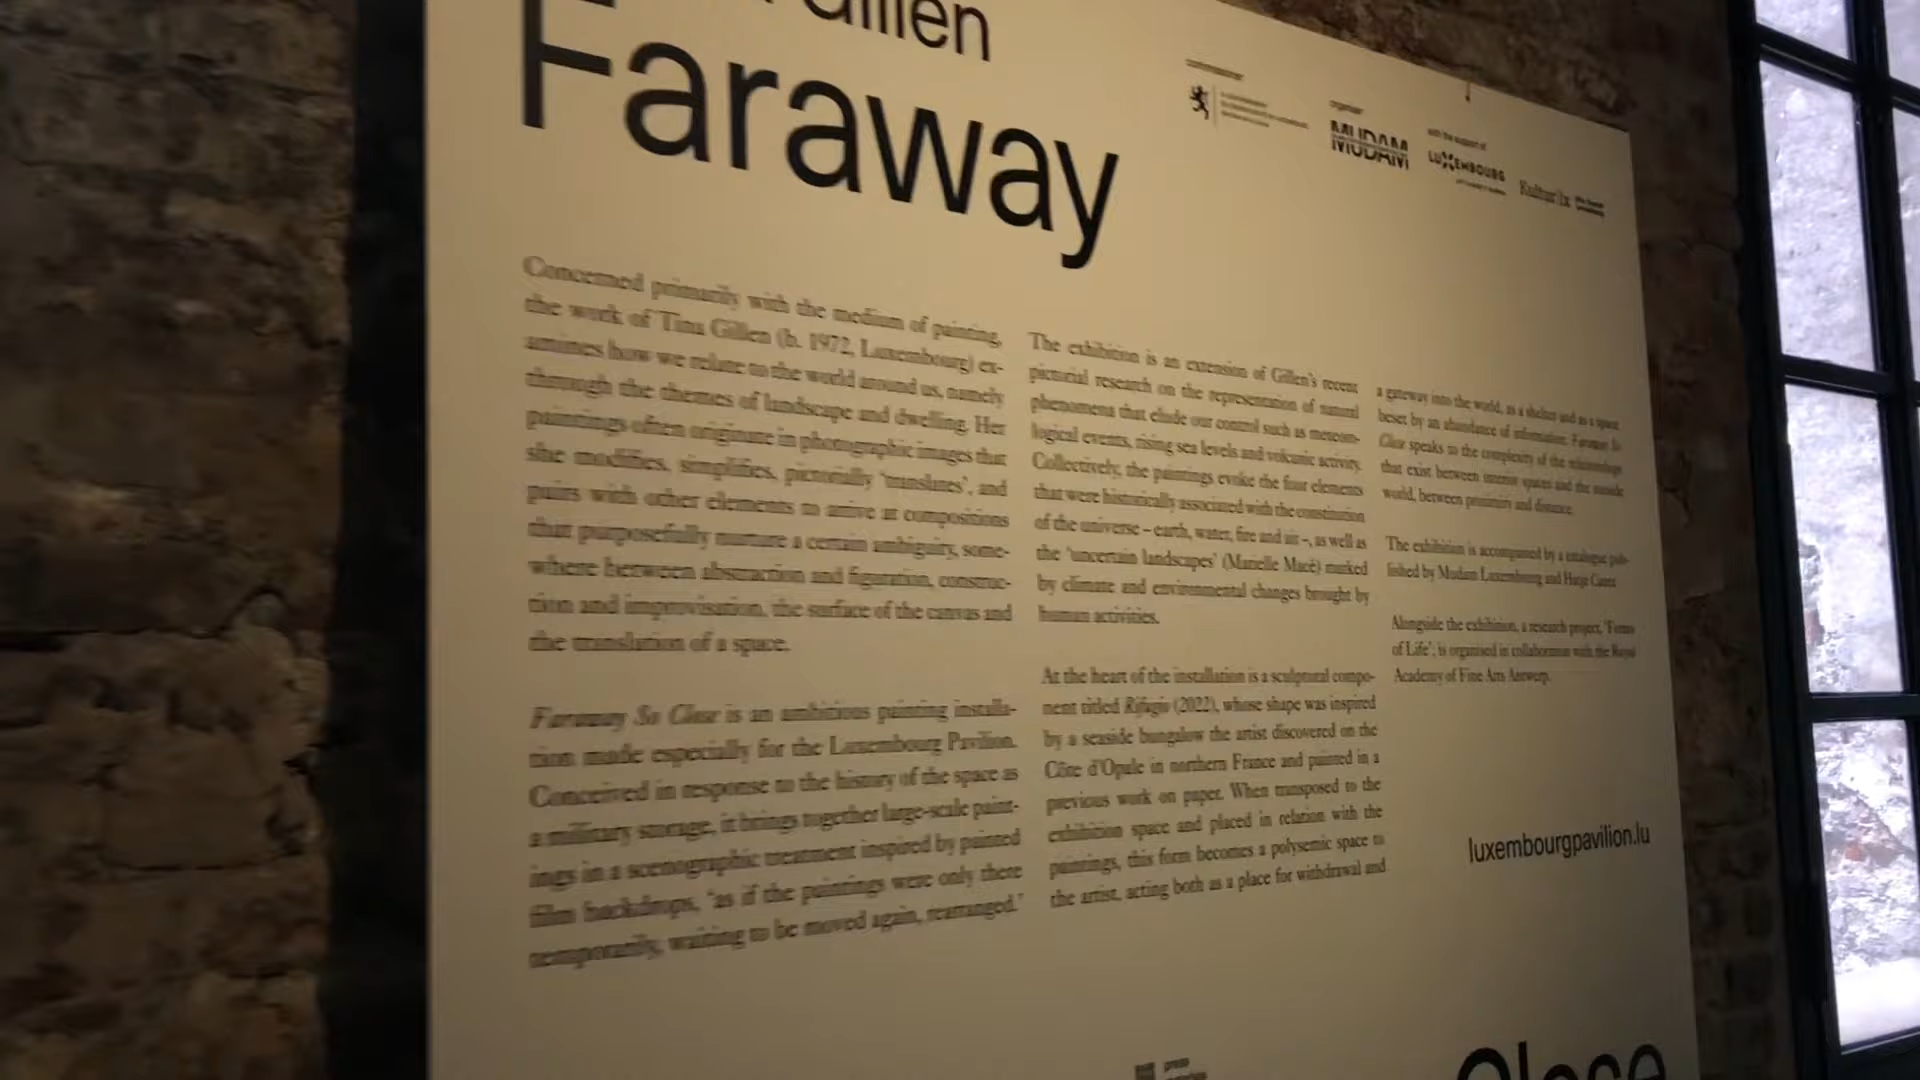 Gillen
Faraway
organiser
MUDAM
with the support of
LUXEMBOURG
Kultur | lx
Concerned primarily with the medium of painting,
the work of Tina Gillen (b. 1972, Luxembourg) ex-
amines how we relate to the world around us, namely
through the themes of landscape and dwelling. Her
paintings often originate in photographic images that
she modifies, simplifies, pictorially ‘translates’, and
pairs with other elements to arrive at compositions
that purposefully nurture a certain ambiguity, some-
where between abstraction and figuration, construc-
tion and improvisation, the surface of the canvas and
the translation of a space.
Faraway So Close is an ambitious painting installa-
tion made especially for the Luxembourg Pavilion.
Conceived in response to the history of the space as
a military storage, it brings together large-scale paint-
ings in a scenographic treatment inspired by painted
film backdrops, “as if the paintings were only there
temporarily, waiting to be moved again, rearranged.”
The exhibition is an extension of Gillen’s recent
pictorial research on the representation of natural
phenomena that elude our control such as meteoro-
logical events, rising sea levels and volcanic activity.
Collectively, the paintings evoke the four elements
that were historically associated with the constitution
of the universe – earth, water, fire and air –, as well as
the ‘uncertain landscapes’ (Marielle Macé) marked
by climate and environmental changes brought by
human activities.
At the heart of the installation is a sculptural compo-
nent titled Rifugio (2022), whose shape was inspired
by a seaside bungalow the artist discovered on the
Côte d’Opale in northern France and painted in a
previous work on paper. When transposed to the
exhibition space and placed in relation with the
paintings, this form becomes a polysemic space to
the artist, acting both as a place for withdrawal and
a gateway into the world, as a shelter and as a space
beset by an abundance of information. Faraway So
Close speaks to the complexity of the relationships
that exist between interior spaces and the outside
world, between proximity and distance.
The exhibition is accompanied by a catalogue pub-
lished by Mudam Luxembourg and Hatje Cantz.
Alongside the exhibition, a research project, ‘Forms
of Life’, is organised in collaboration with the Royal
Academy of Fine Arts Antwerp.
luxembourgpavilion.lu
Close